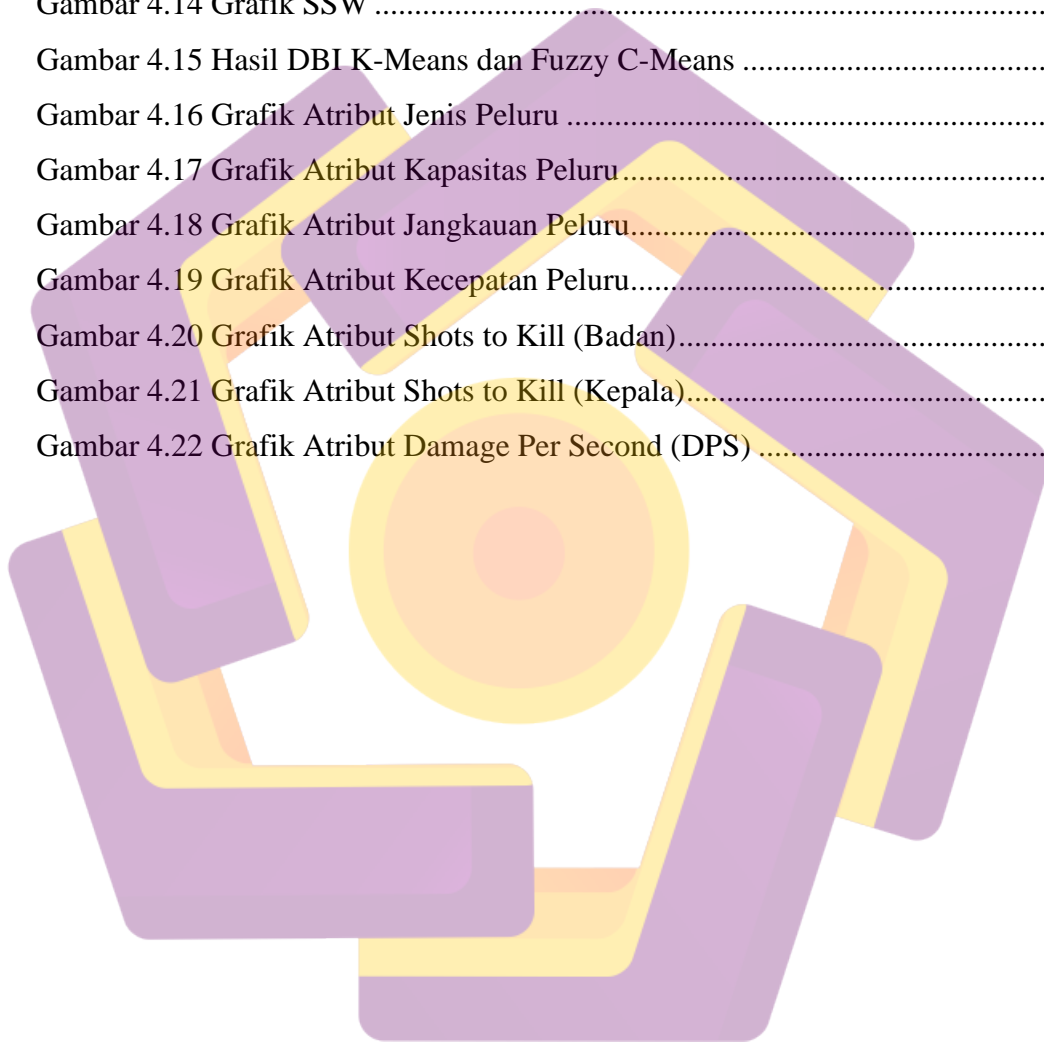 Gambar 4.14 Grafik SSW ....................................................................................
Gambar 4.15 Hasil DBI K-Means dan Fuzzy C-Means ......................................
Gambar 4.16 Grafik Atribut Jenis Peluru ............................................................
Gambar 4.17 Grafik Atribut Kapasitas Peluru.....................................................
Gambar 4.18 Grafik Atribut Jangkauan Peluru....................................................
Gambar 4.19 Grafik Atribut Kecepatan Peluru....................................................
Gambar 4.20 Grafik Atribut Shots to Kill (Badan)..............................................
Gambar 4.21 Grafik Atribut Shots to Kill (Kepala).............................................
Gambar 4.22 Grafik Atribut Damage Per Second (DPS) ....................................